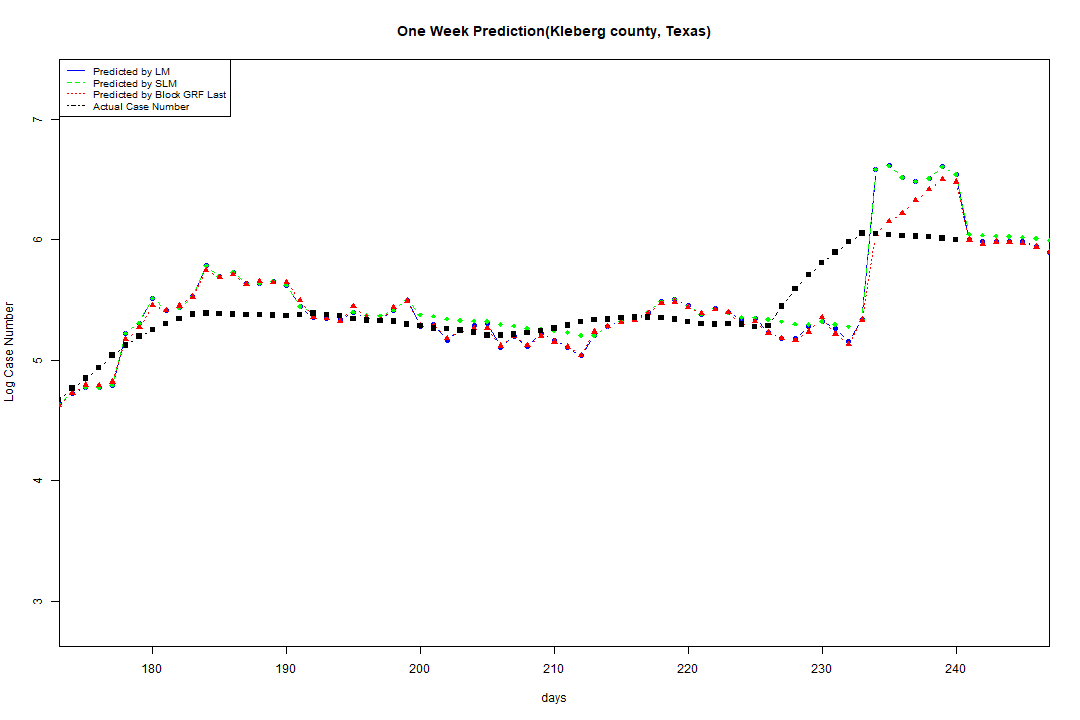 One Week Prediction(Kleberg county, Texas)
Predicted by LM
Predicted by SLM
Predicted by Block GRF Last
Actual Case Number
Log Case Number
7
6
5
4
3
180 190 200 210 220 230 240
days